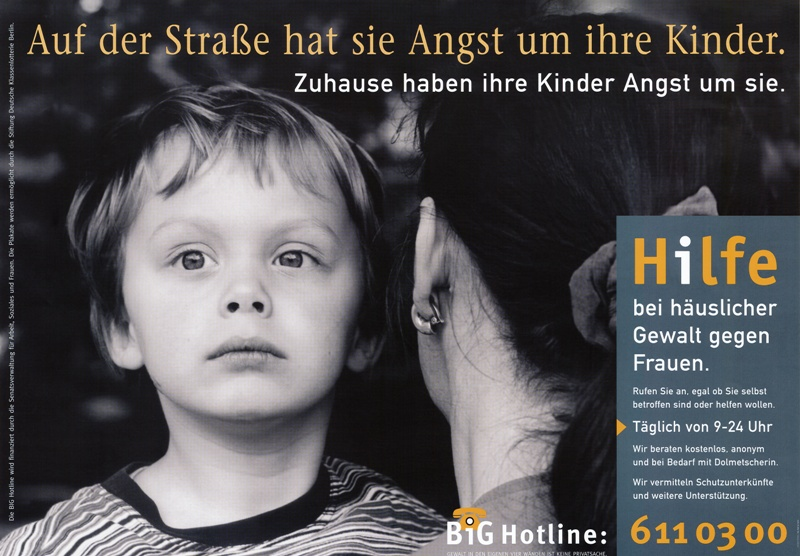 Auf der Straße hat sie Angst um ihre Kinder.
Zuhause haben ihre Kinder Angst um sie.
Hilfe
bei häuslicher
Gewalt gegen
Frauen.
Rufen Sie an, egal ob Sie selbst
betroffen sind oder helfen wollen.
Täglich von 9-24 Uhr
Wir beraten kostenlos, anonym
und bei Bedarf mit Dolmetscherin.
Wir vermitteln Schutzunterkünfte
und weitere Unterstützung.
BiG Hotline: 611 03 00
GEWALT IN DEN EIGENEN VIER WÄNDEN IST KEINE PRIVATSACHE.
Die BIG Hotline wird finanziert durch die Senatsverwaltung für Arbeit, Soziales und Frauen. Die Plakate werden ermöglicht durch die Stiftung Deutsche Klassenlotterie Berlin.